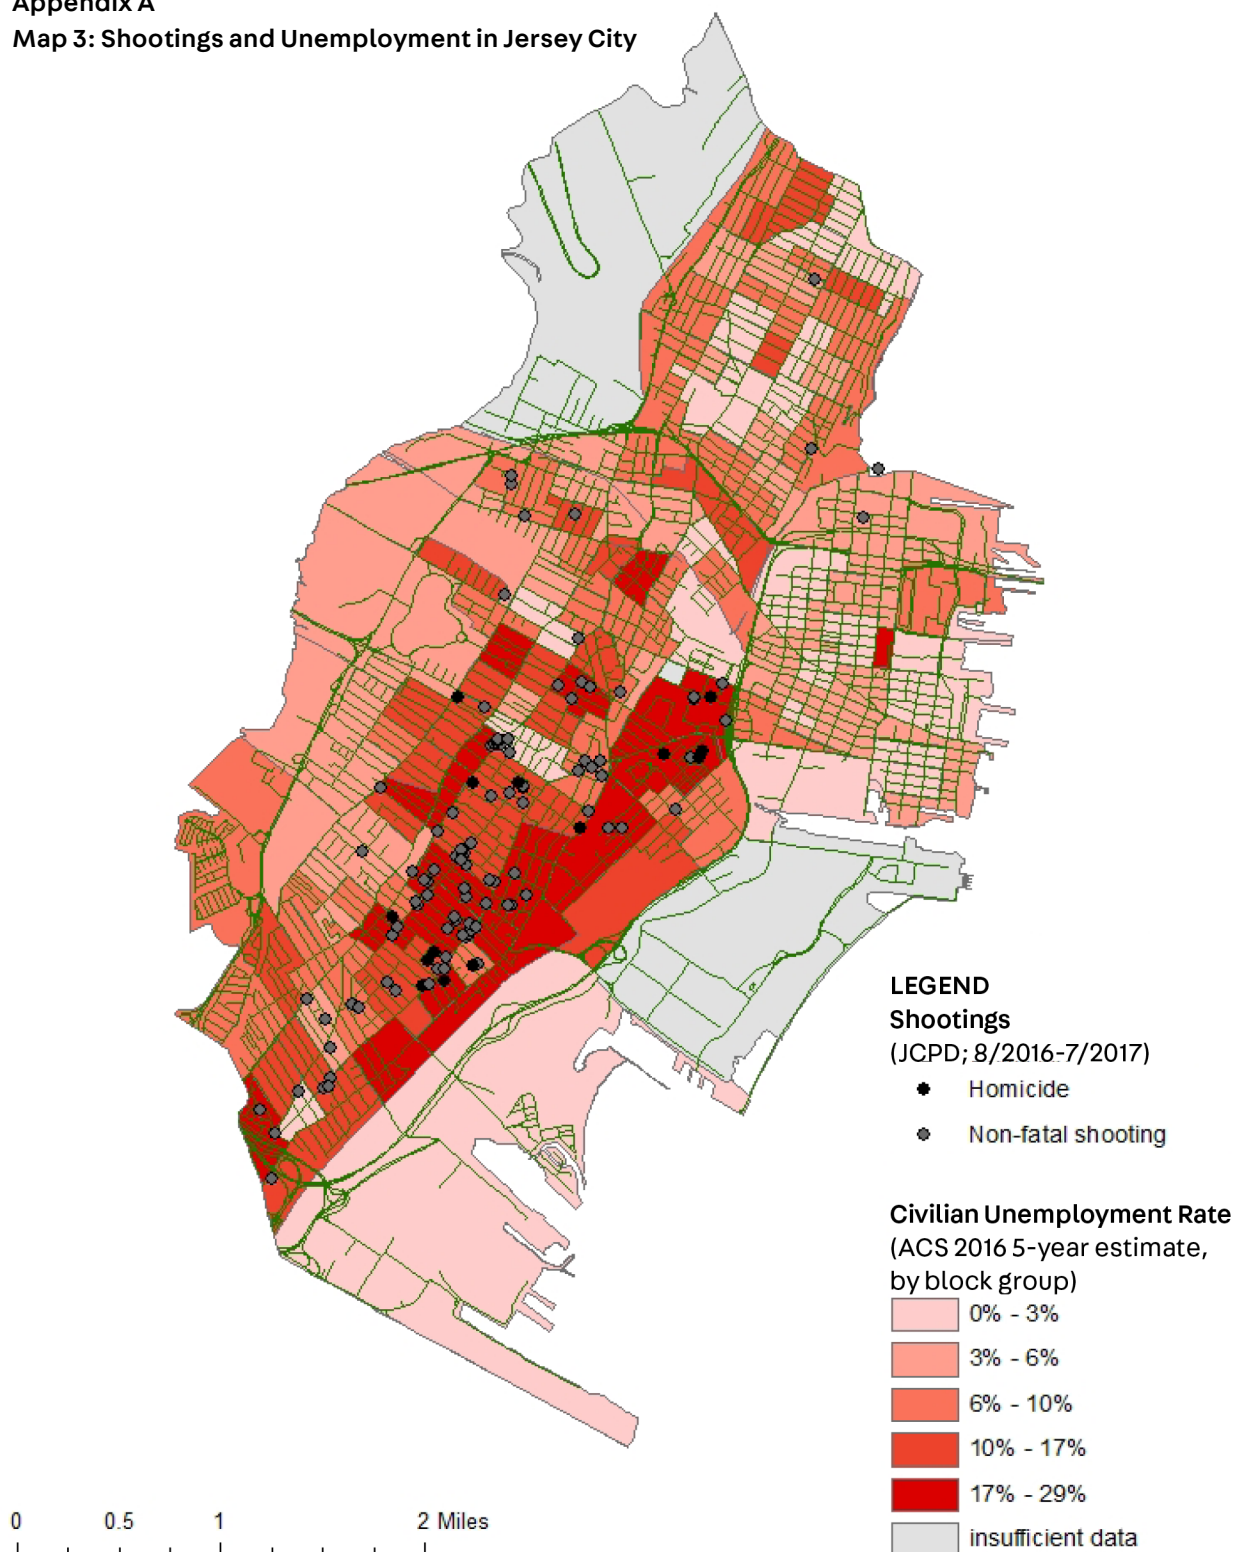 Appendix A
Map 3: Shootings and Unemployment in Jersey City
LEGEND
Shootings
(JCPD; 8/2016-7/2017)
Homicide
Non-fatal shooting
Civilian Unemployment Rate
(ACS 2016 5-year estimate,
by block group)
0% - 3%
3% - 6%
6% - 10%
10% - 17%
17% - 29%
insufficient data
0 0.5 1 2 Miles